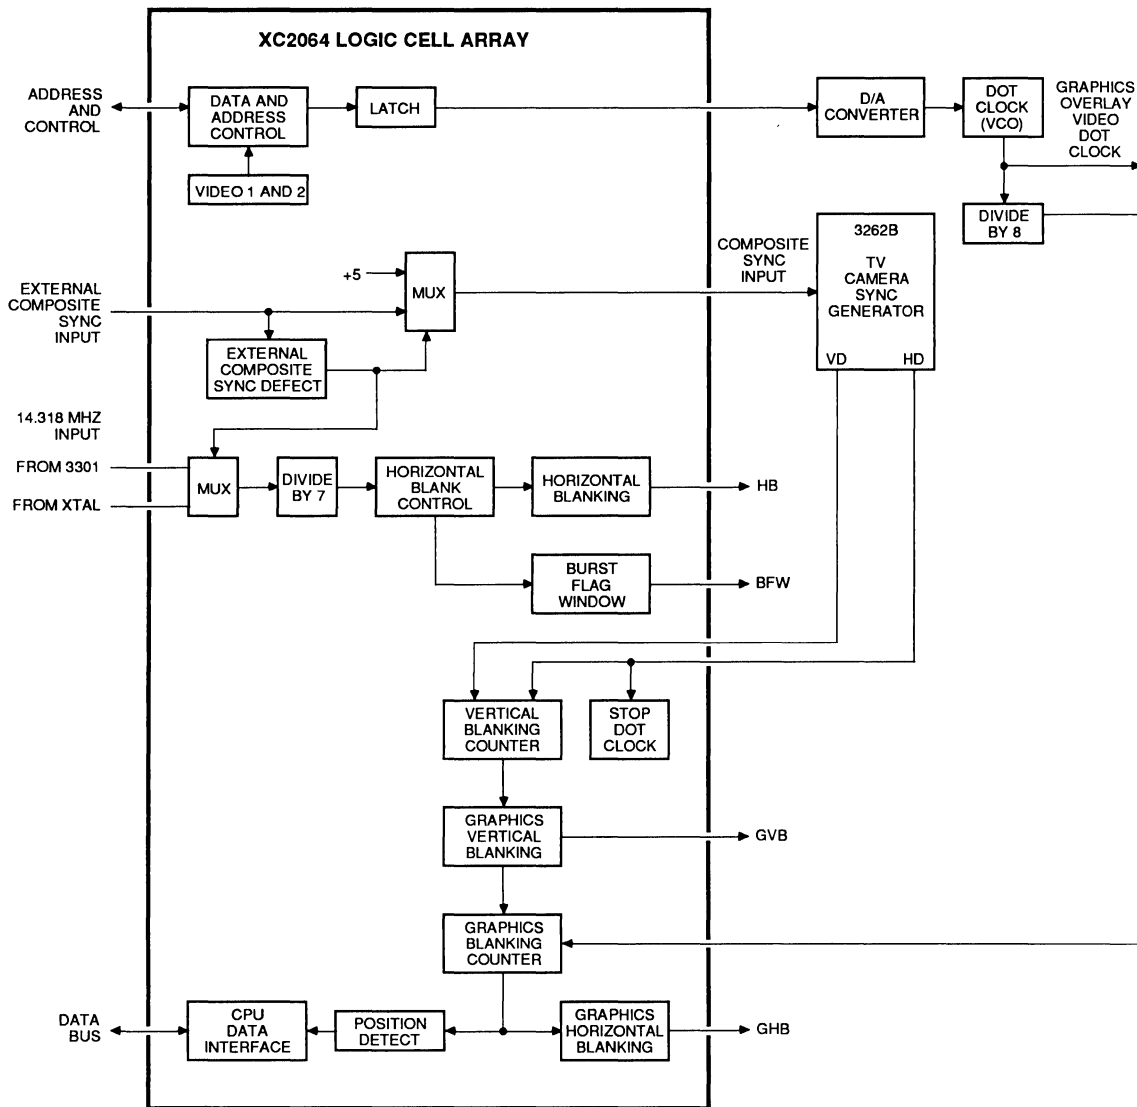 XC2064 LOGIC CELL ARRAY
ADDRESS
AND
CONTROL
DATA AND
ADDRESS
CONTROL
LATCH
D/A
CONVERTER
DOT
CLOCK
(VCO)
GRAPHICS
OVERLAY
VIDEO
DOT
CLOCK
VIDEO 1 AND 2
DIVIDE
BY 8
COMPOSITE
SYNC
INPUT
3262B
TV
CAMERA
SYNC
GENERATOR
VD
HD
+5
MUX
EXTERNAL
COMPOSITE
SYNC
INPUT
EXTERNAL
COMPOSITE
SYNC DEFECT
14.318 MHZ
INPUT
FROM 3301
FROM XTAL
MUX
DIVIDE
BY 7
HORIZONTAL
BLANK
CONTROL
HORIZONTAL
BLANKING
HB
BURST
FLAG
WINDOW
BFW
VERTICAL
BLANKING
COUNTER
STOP
DOT
CLOCK
GRAPHICS
VERTICAL
BLANKING
GVB
GRAPHICS
BLANKING
COUNTER
DATA
BUS
CPU
DATA
INTERFACE
POSITION
DETECT
GRAPHICS
HORIZONTAL
BLANKING
GHB